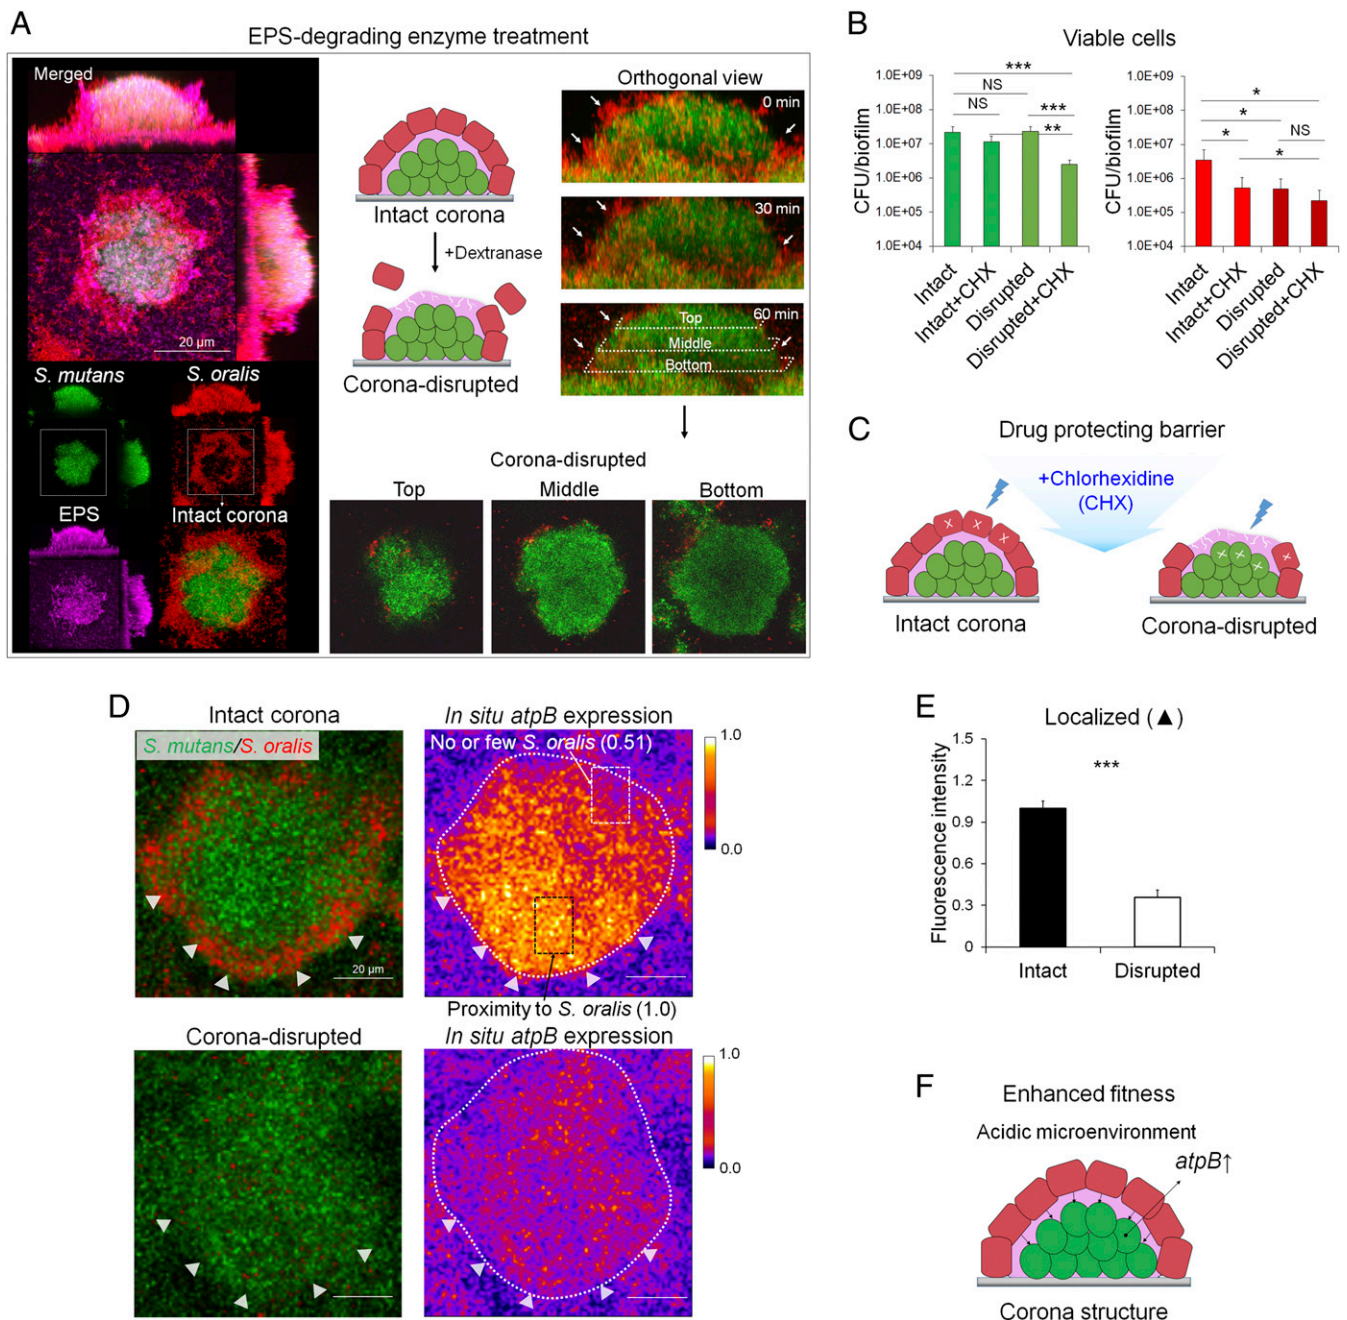 A
EPS-degrading enzyme treatment
Merged
20 µm
S. mutans
S. oralis
EPS
Intact corona
Intact corona
+Dextranase
Corona-disrupted
Orthogonal view
0 min
30 min
60 min
Top
Middle
Bottom
Corona-disrupted
Top
Middle
Bottom
B
Viable cells
CFU/biofilm
1.0E+09
1.0E+08
1.0E+07
1.0E+06
1.0E+05
1.0E+04
***
NS
NS
***
**
Intact
Intact+CHX
Disrupted
Disrupted+CHX
CFU/biofilm
1.0E+09
1.0E+08
1.0E+07
1.0E+06
1.0E+05
1.0E+04
*
*
*
NS
*
Intact
Intact+CHX
Disrupted
Disrupted+CHX
C
Drug protecting barrier
+Chlorhexidine
(CHX)
Intact corona
Corona-disrupted
D
Intact corona
S. mutans/S. oralis
20 µm
In situ atpB expression
No or few S. oralis (0.51)
1.0
0.0
Proximity to S. oralis (1.0)
Corona-disrupted
In situ atpB expression
1.0
0.0
E
Localized (▲)
Fluorescence intensity
1.5
1.2
0.9
0.6
0.3
0
***
Intact
Disrupted
F
Enhanced fitness
Acidic microenvironment
atpB↑
Corona structure